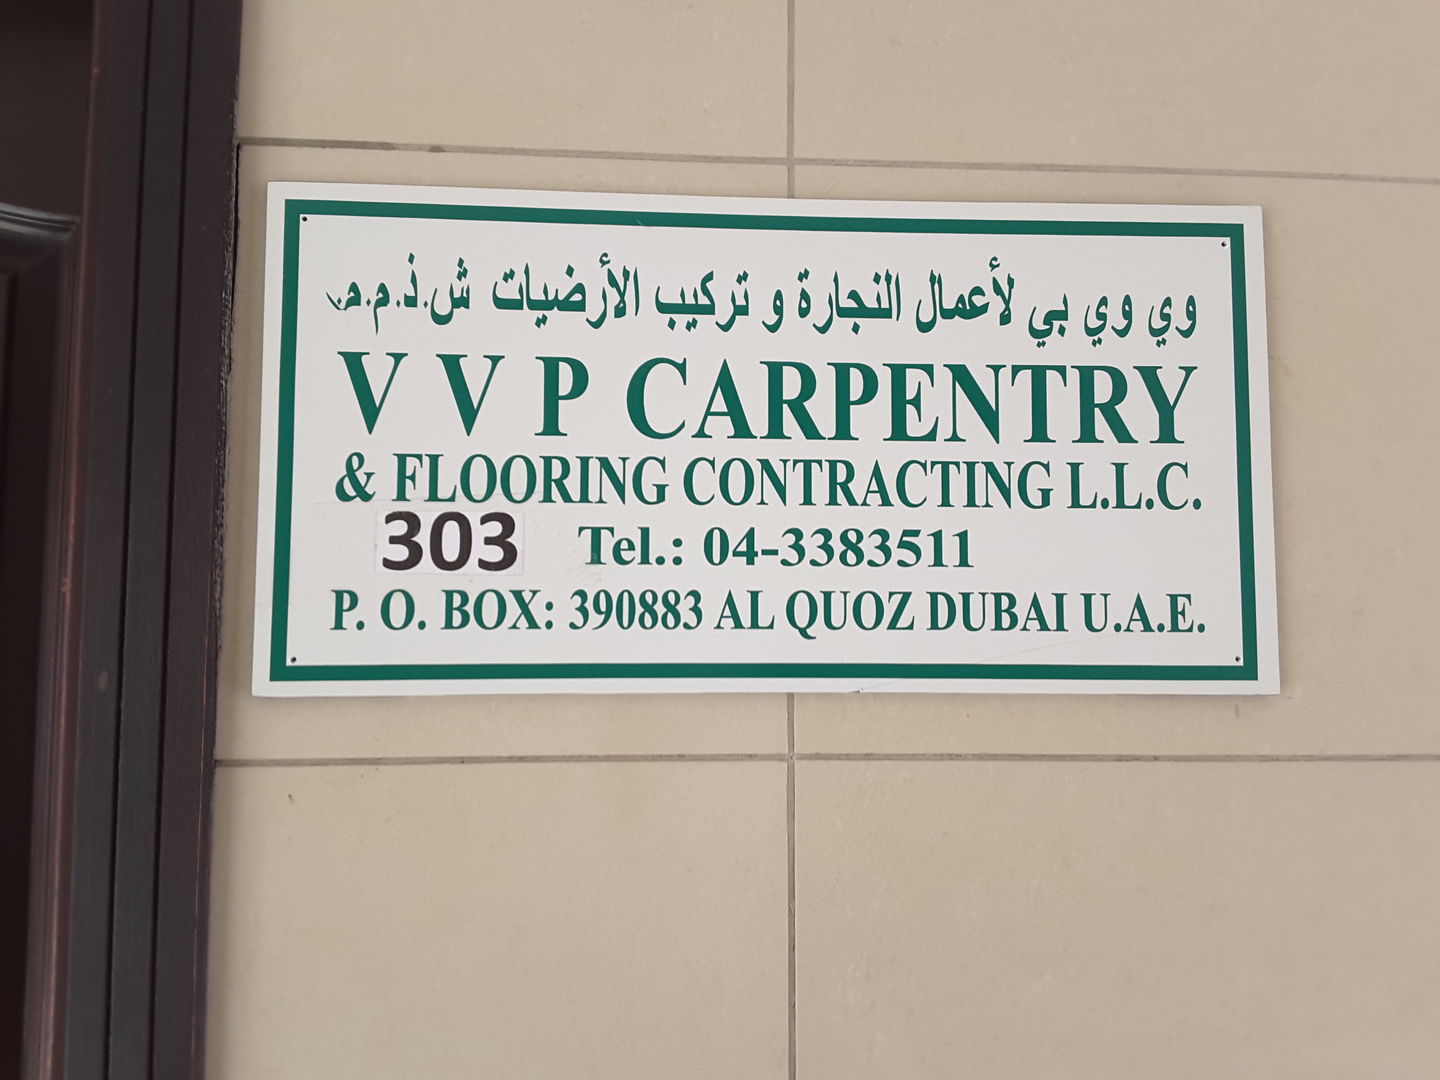 وي وي بي لأعمال النجارة و تركيب الأرضيات ش.ذ.م.م.
V V P CARPENTRY
& FLOORING CONTRACTING L.L.C.
303 Tel.: 04-3383511
P. O. BOX: 390883 AL QUOZ DUBAI U.A.E.